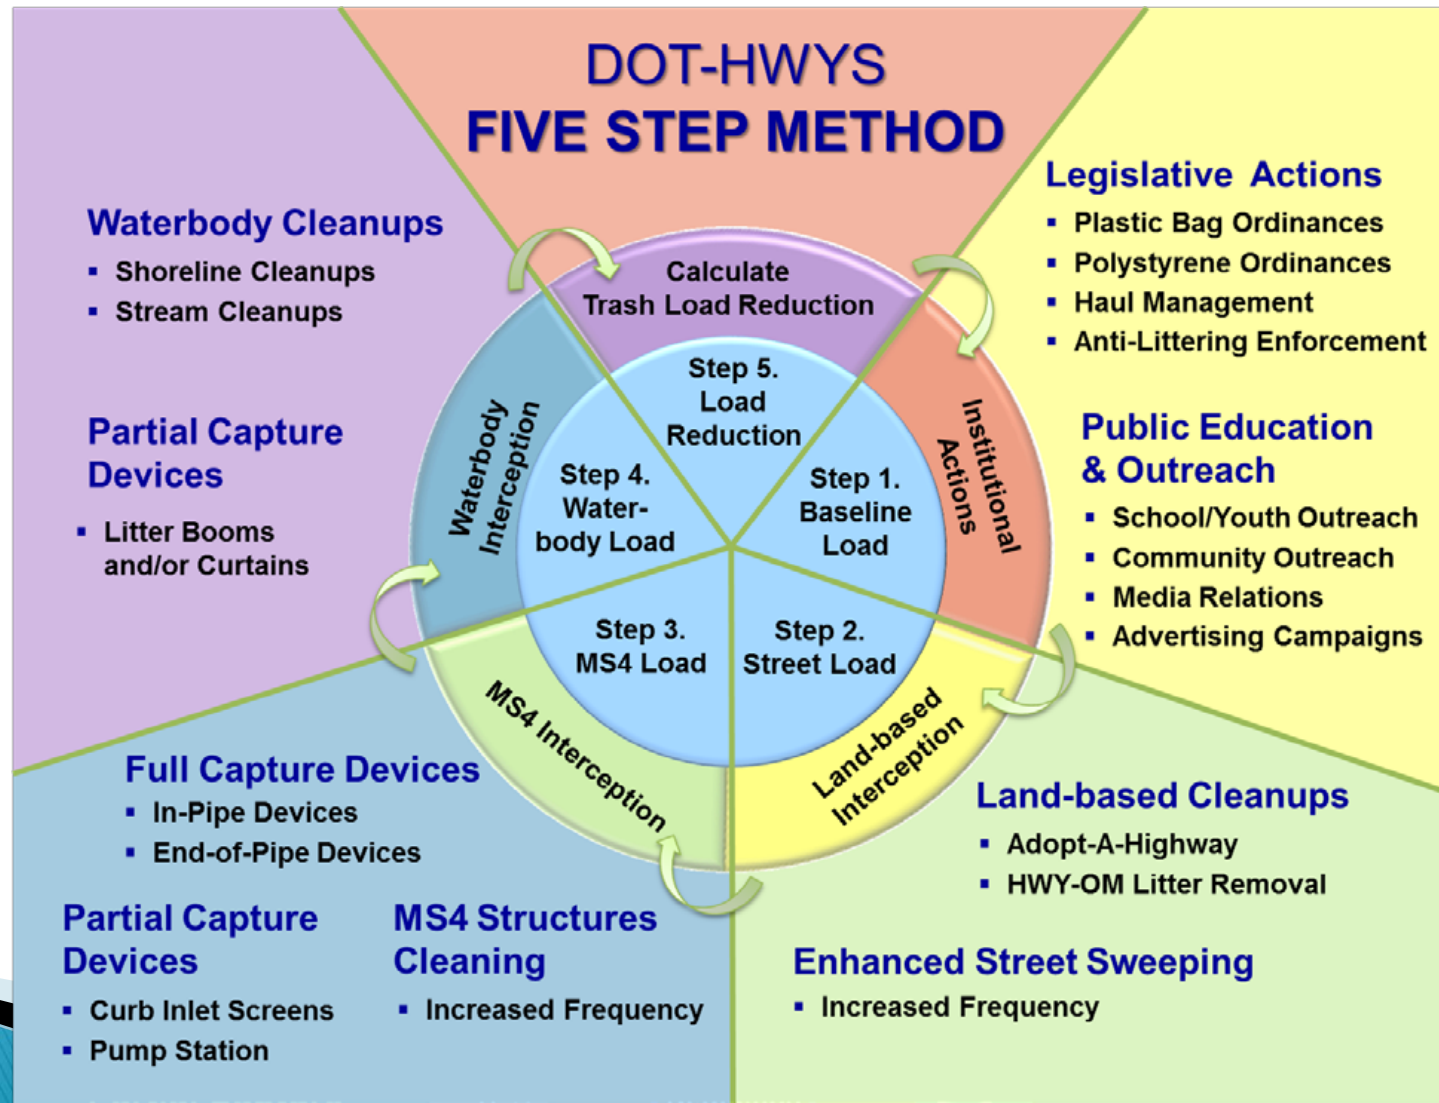 DOT-HWYS
FIVE STEP METHOD
Legislative Actions
▪ Plastic Bag Ordinances
▪ Polystyrene Ordinances
▪ Haul Management
▪ Anti-Littering Enforcement
Public Education
& Outreach
▪ School/Youth Outreach
▪ Community Outreach
▪ Media Relations
▪ Advertising Campaigns
Land-based Cleanups
▪ Adopt-A-Highway
▪ HWY-OM Litter Removal
Enhanced Street Sweeping
▪ Increased Frequency
Full Capture Devices
▪ In-Pipe Devices
▪ End-of-Pipe Devices
Partial Capture
Devices
▪ Curb Inlet Screens
▪ Pump Station
MS4 Structures
Cleaning
▪ Increased Frequency
Waterbody Cleanups
▪ Shoreline Cleanups
▪ Stream Cleanups
Partial Capture
Devices
▪ Litter Booms
and/or Curtains
Calculate
Trash Load Reduction
Institutional
Actions
Land-based
Interception
MS4 Interception
Waterbody
Interception
Step 5.
Load
Reduction
Step 1.
Baseline
Load
Step 2.
Street Load
Step 3.
MS4 Load
Step 4.
Water-
body Load